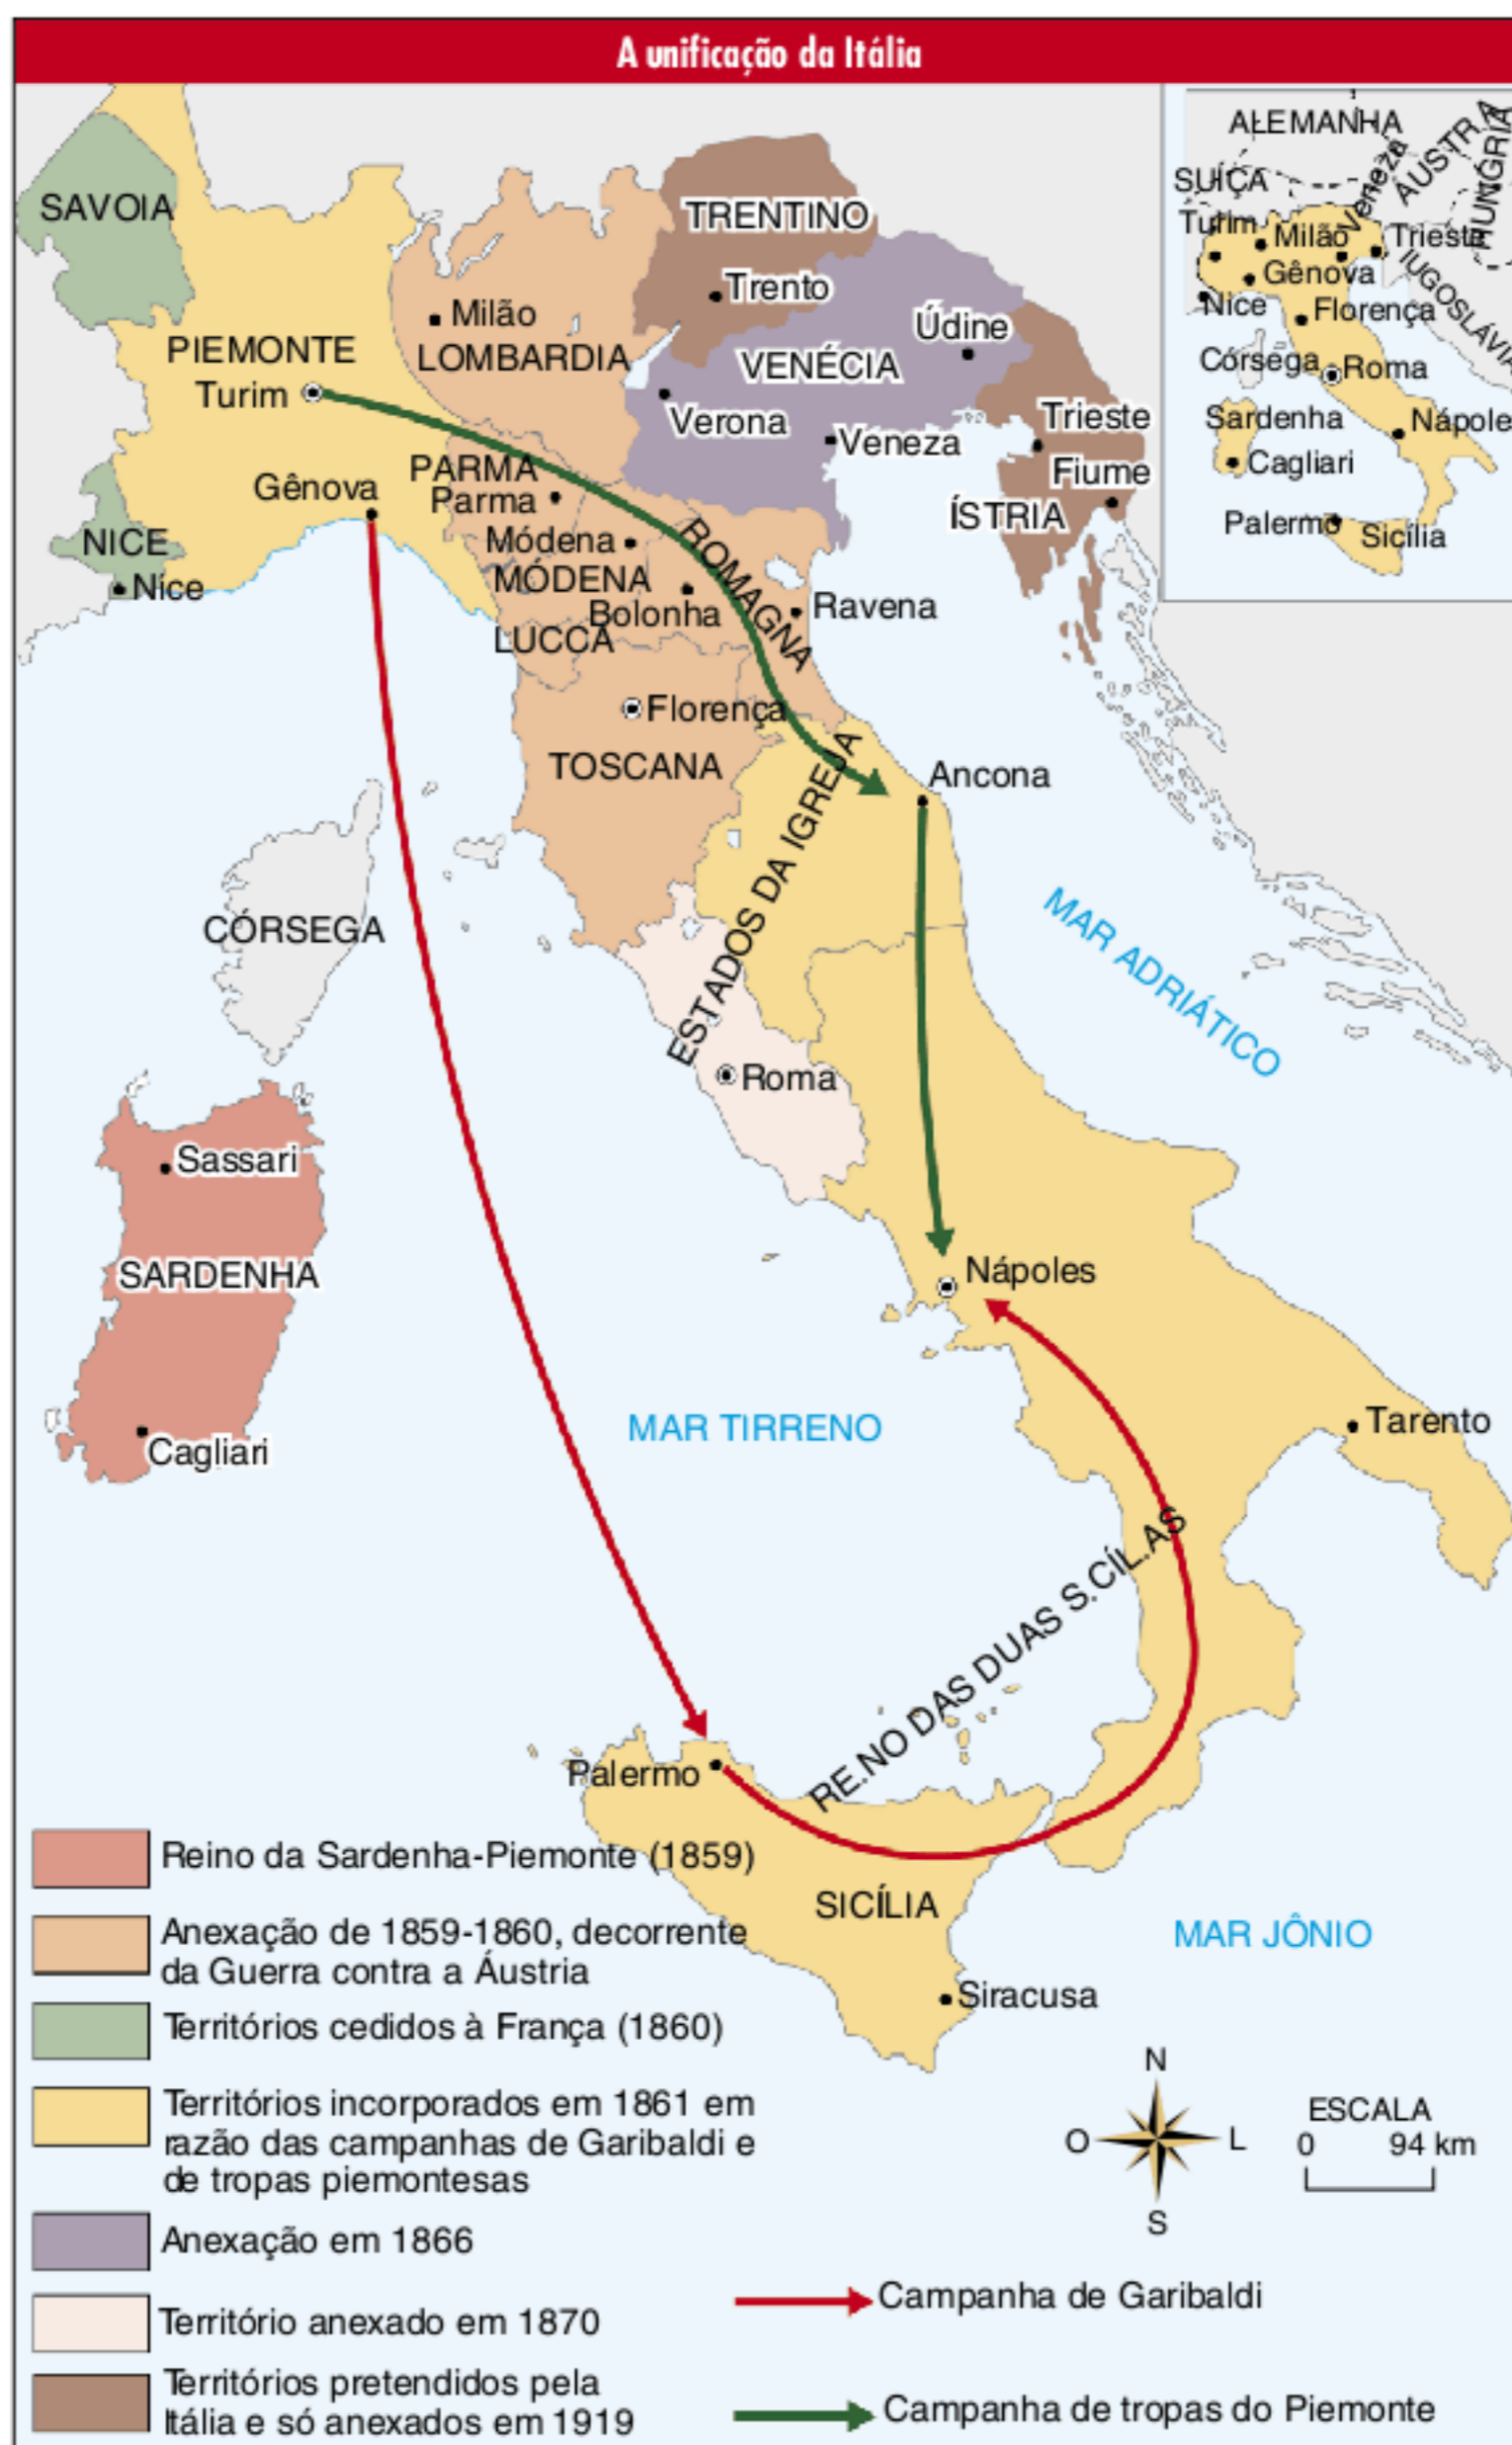 A unificação da Itália
ALEMANHA
ÁUSTRIA
HUNGRIA
SUÍÇA
Veneza
Turim
Milão
Trieste
Gênova
IUGOSLÁVIA
Nice
Florença
Córsega
Roma
Sardenha
Nápole
Cagliari
Palermo
Sicília
SAVOIA
TRENTINO
Trento
Milão
Údine
PIEMONTE
LOMBARDIA
VENÉCIA
Turim
Verona
Trieste
Veneza
PARMA
Fiume
Gênova
Parma
ÍSTRIA
NICE
Módena
ROMAGNA
MÓDENA
Nice
Bolonha
Ravena
LUCCA
Florença
TOSCANA
Ancona
ESTADOS DA IGREJA
CÓRSEGA
MAR ADRIÁTICO
Roma
Sassari
SARDENHA
Nápoles
Cagliari
MAR TIRRENO
Tarento
RE.NO DAS DUAS S.CÍL.AS
Palermo
SICÍLIA
MAR JÔNIO
Siracusa
Reino da Sardenha-Piemonte (1859)
Anexação de 1859-1860, decorrente
da Guerra contra a Áustria
Territórios cedidos à França (1860)
Territórios incorporados em 1861 em
razão das campanhas de Garibaldi e
de tropas piemontesas
Anexação em 1866
Território anexado em 1870
Territórios pretendidos pela
Itália e só anexados em 1919
N
O
L
S
ESCALA
0 94 km
Campanha de Garibaldi
Campanha de tropas do Piemonte